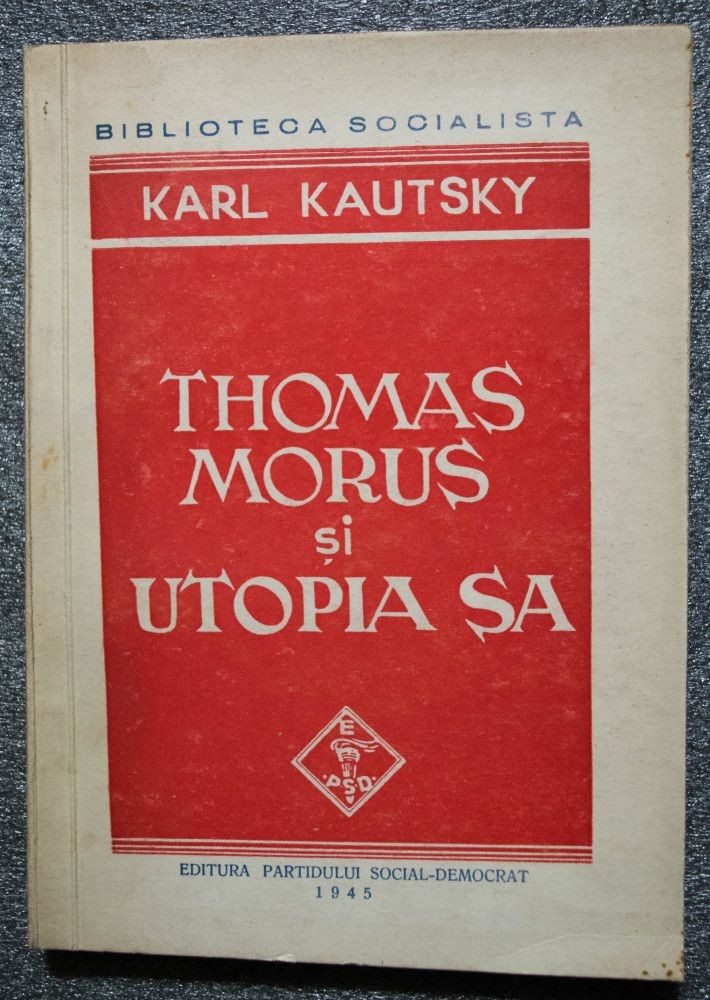 BIBLIOTECA SOCIALISTA
KARL KAUTSKY
THOMAS
MORUS
și
UTOPIA SA
E
P.S.D.
EDITURA PARTIDULUI SOCIAL-DEMOCRAT
1945